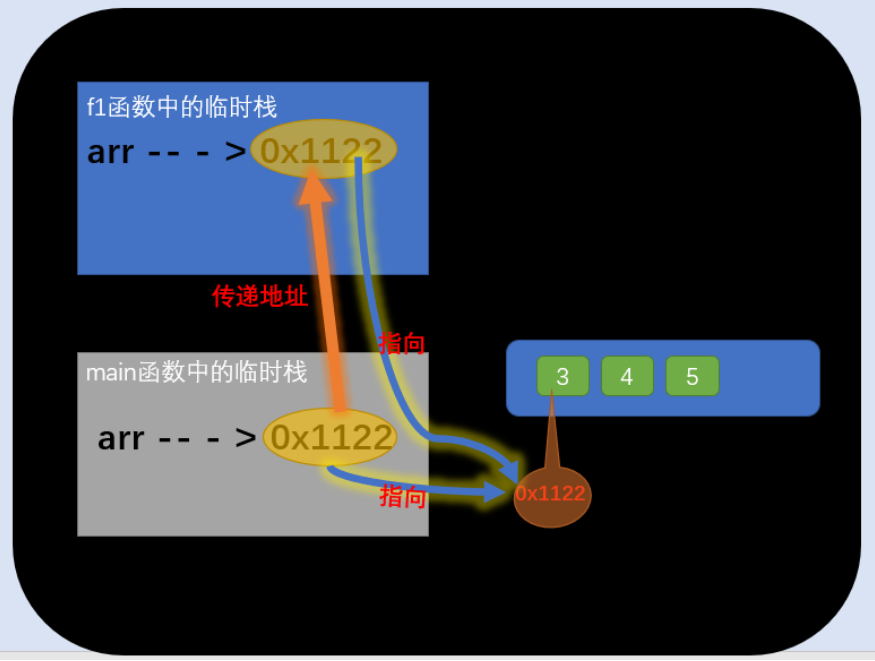 f1函数中的临时栈
arr -- - > 0x1122
传递地址
指向
main函数中的临时栈
arr -- - > 0x1122
指向
3 4 5
0x1122